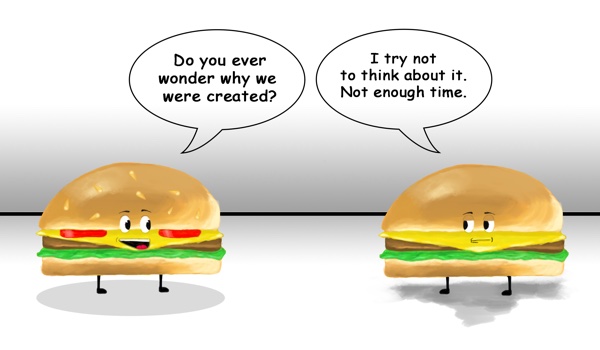 Do you ever
wonder why we
were created?
I try not
to think about it.
Not enough time.